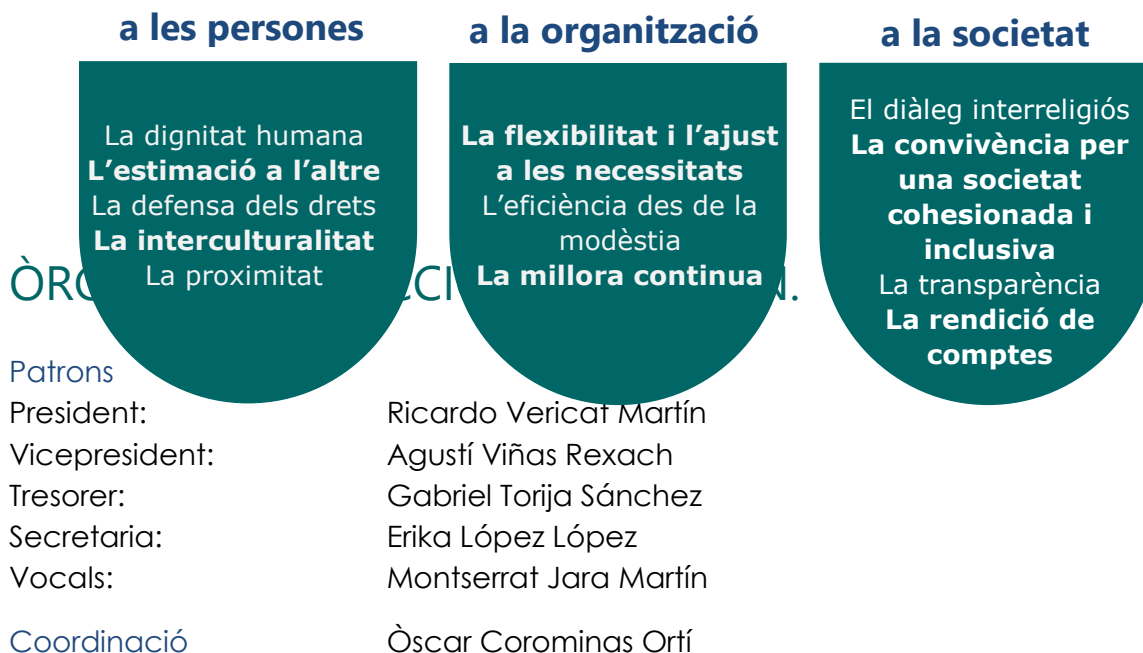 a les persones
La dignitat humana
L’estimació a l’altre
La defensa dels drets
La interculturalitat
La proximitat
a la organització
La flexibilitat i l’ajust
a les necessitats
L’eficiència des de la
modèstia
La millora continua
a la societat
El diàleg interreligiós
La convivència per
una societat
cohesionada i
inclusiva
La transparència
La rendició de
comptes
Patrons
President: Ricardo Vericat Martín
Vicepresident: Agustí Viñas Rexach
Tresorer: Gabriel Torija Sánchez
Secretaria: Erika López López
Vocals: Montserrat Jara Martín
Coordinació Òscar Corominas Ortí